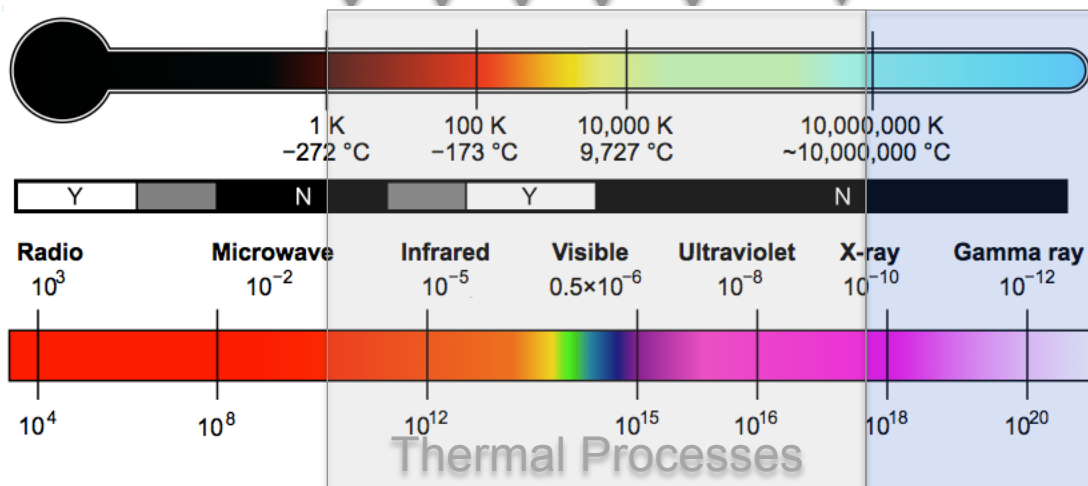 1 K 100 K 10,000 K 10,000,000 K
−272 °C −173 °C 9,727 °C ~10,000,000 °C
Y N Y N
Radio Microwave Infrared Visible Ultraviolet X-ray Gamma ray
10³ 10⁻² 10⁻⁵ 0.5×10⁻⁶ 10⁻⁸ 10⁻¹⁰ 10⁻¹²
10⁴ 10⁸ 10¹² 10¹⁵ 10¹⁶ 10¹⁸ 10²⁰
Thermal Processes